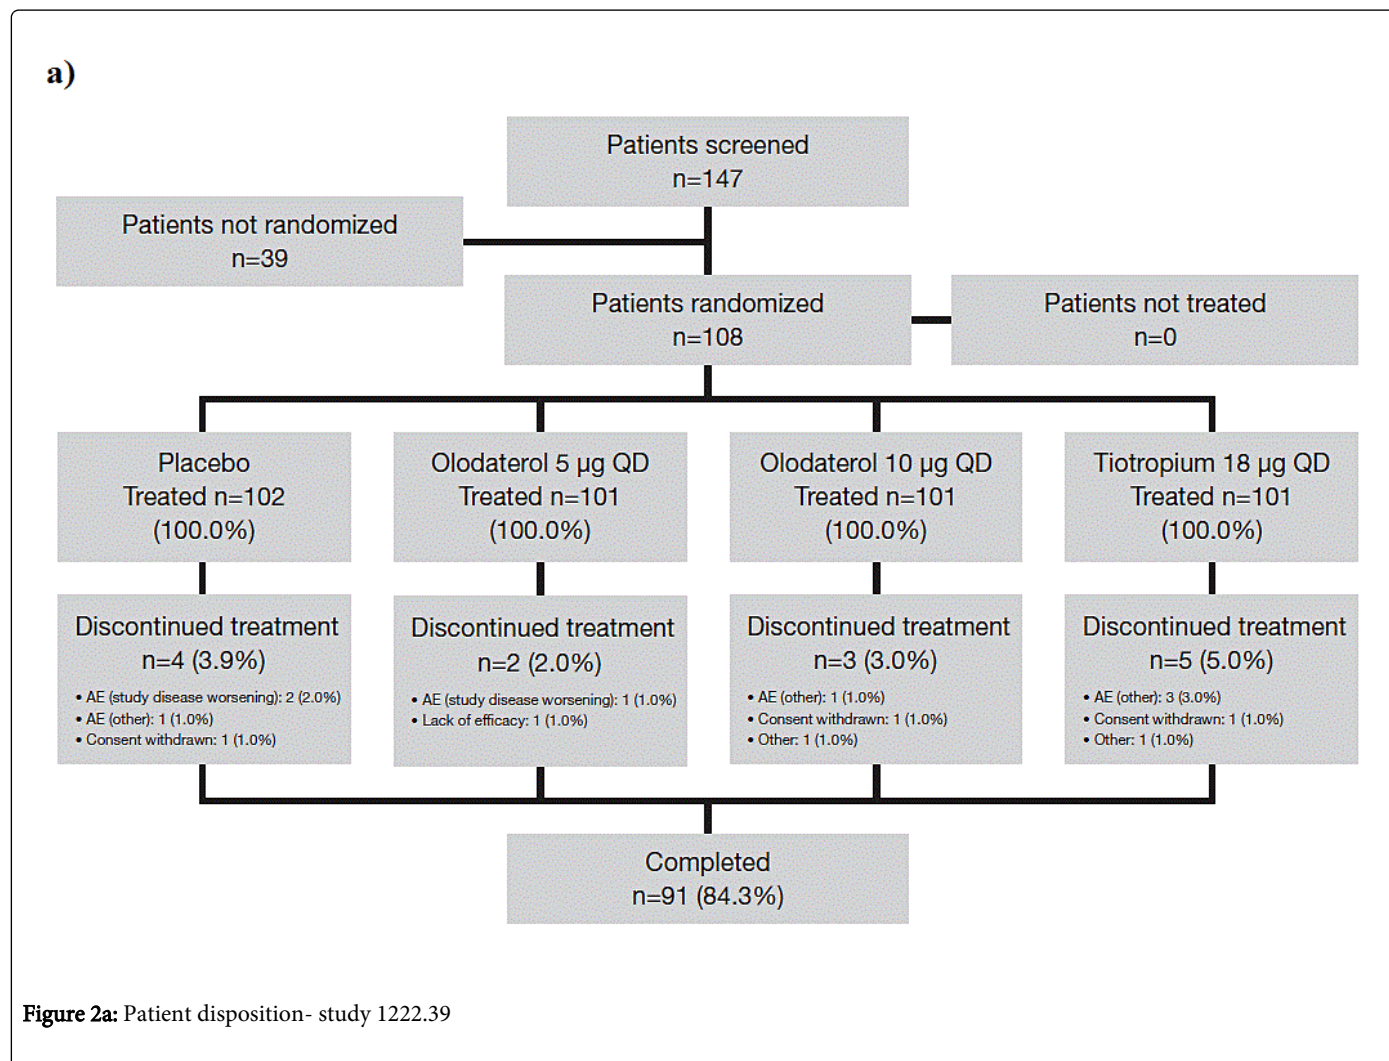 a)
Patients screened
n=147
Patients not randomized
n=39
Patients randomized
n=108
Patients not treated
n=0
Placebo
Treated n=102
(100.0%)
Olodaterol 5 µg QD
Treated n=101
(100.0%)
Olodaterol 10 µg QD
Treated n=101
(100.0%)
Tiotropium 18 µg QD
Treated n=101
(100.0%)
Discontinued treatment
n=4 (3.9%)
• AE (study disease worsening): 2 (2.0%)
• AE (other): 1 (1.0%)
• Consent withdrawn: 1 (1.0%)
Discontinued treatment
n=2 (2.0%)
• AE (study disease worsening): 1 (1.0%)
• Lack of efficacy: 1 (1.0%)
Discontinued treatment
n=3 (3.0%)
• AE (other): 1 (1.0%)
• Consent withdrawn: 1 (1.0%)
• Other: 1 (1.0%)
Discontinued treatment
n=5 (5.0%)
• AE (other): 3 (3.0%)
• Consent withdrawn: 1 (1.0%)
• Other: 1 (1.0%)
Completed
n=91 (84.3%)
Figure 2a: Patient disposition- study 1222.39